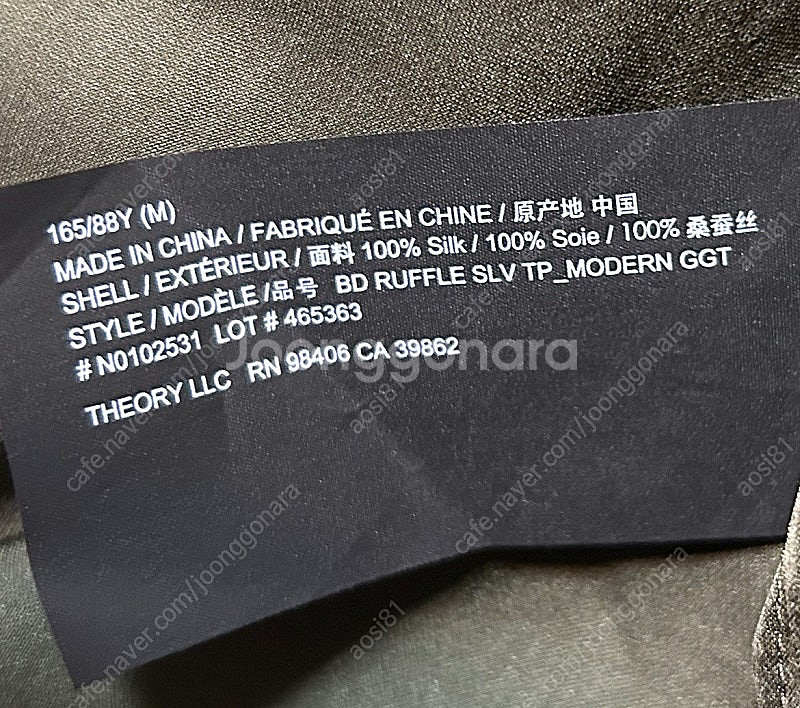 165/88Y (M)
MADE IN CHINA / FABRIQUÉ EN CHINE / 原产地 中国
SHELL / EXTÉRIEUR / 面料 100% Silk / 100% Soie / 100% 桑蚕丝
STYLE / MODÈLE /品号 BD RUFFLE SLV TP_MODERN GGT
# N0102531 LOT # 465363
THEORY LLC RN 98406 CA 39862
Joonggonara
cafe.naver.com/joonggonara
aosi81